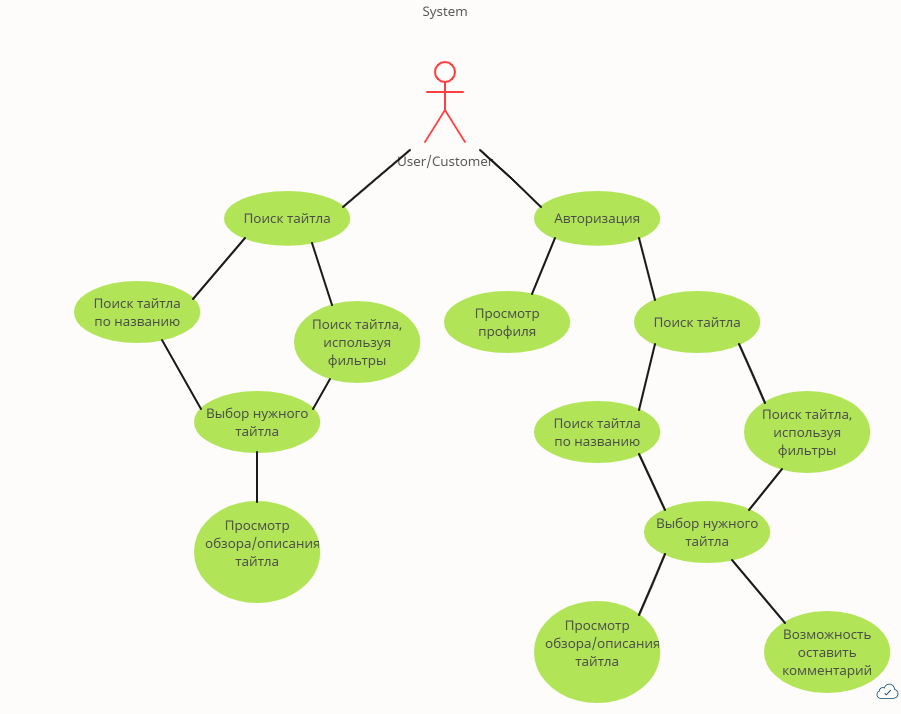 System
User/Customer
Поиск тайтла
Авторизация
Поиск тайтла
по названию
Поиск тайтла,
используя
фильтры
Просмотр
профиля
Поиск тайтла
Выбор нужного
тайтла
Поиск тайтла
по названию
Поиск тайтла,
используя
фильтры
Просмотр
обзора/описания
тайтла
Выбор нужного
тайтла
Просмотр
обзора/описания
тайтла
Возможность
оставить
комментарий